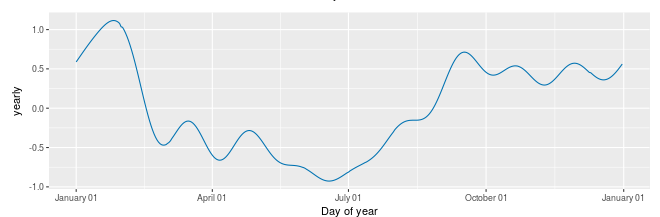 1.0
0.5
0.0
-0.5
-1.0
yearly
January 01
April 01
July 01
October 01
January 01
Day of year